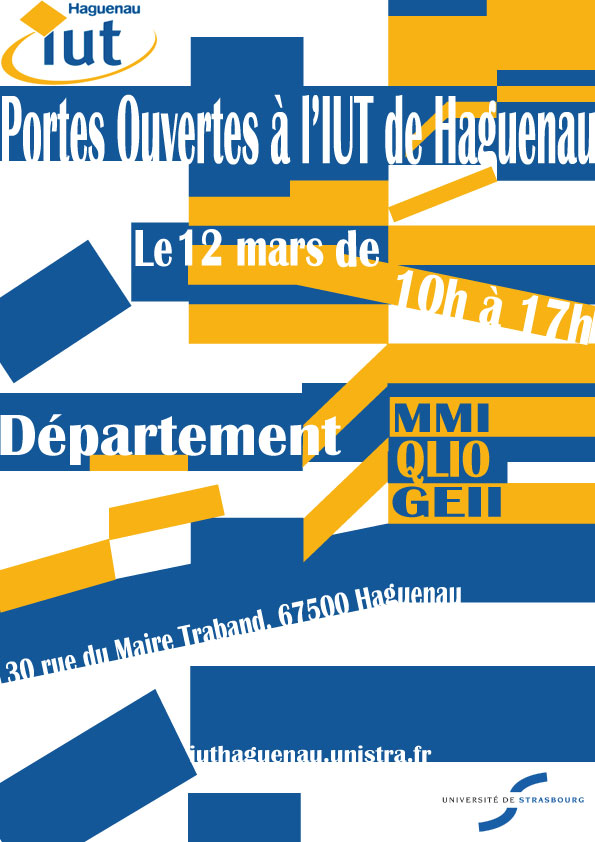 Haguenau
iut
Portes Ouvertes à l'IUT de Haguenau
Le 12 mars de
10h à 17h
Département
MMI
QLIO
GEII
30 rue du Maire Traband, 67500 Haguenau
iuthaguenau.unistra.fr
UNIVERSITÉ DE STRASBOURG